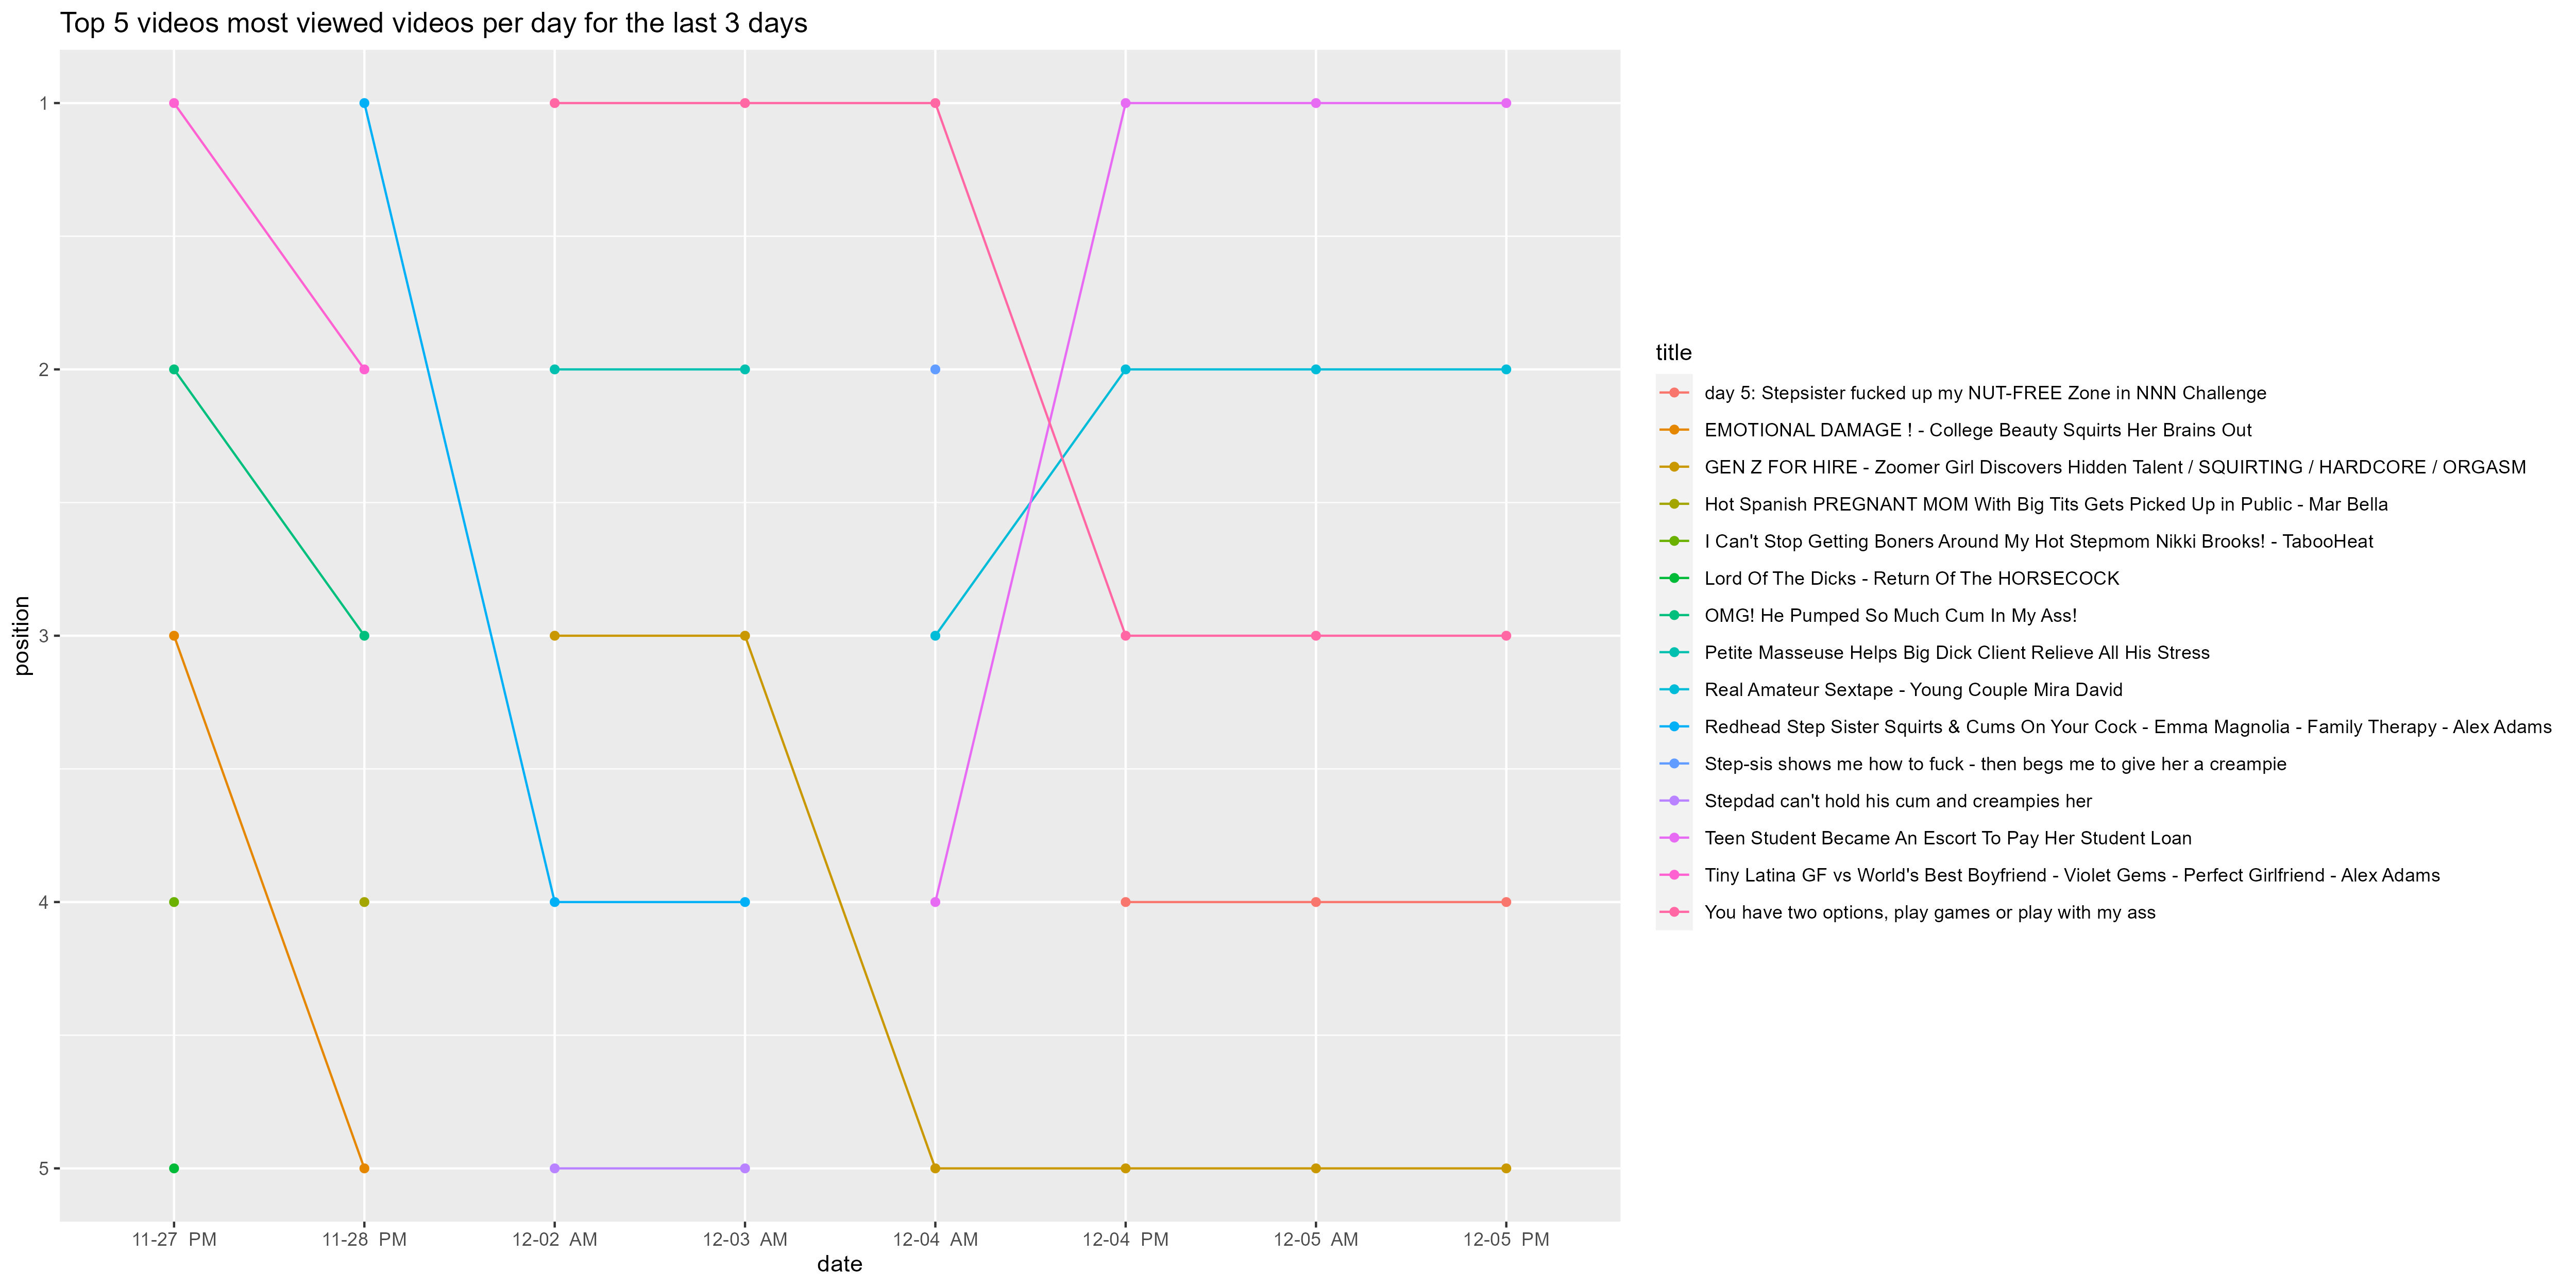 Top 5 videos most viewed videos per day for the last 3 days
position
1
2
3
4
5
11-27 PM
11-28 PM
12-02 AM
12-03 AM
12-04 AM
12-04 PM
12-05 AM
12-05 PM
date
title
day 5: Stepsister fucked up my NUT-FREE Zone in NNN Challenge
EMOTIONAL DAMAGE ! - College Beauty Squirts Her Brains Out
GEN Z FOR HIRE - Zoomer Girl Discovers Hidden Talent / SQUIRTING / HARDCORE / ORGASM
Hot Spanish PREGNANT MOM With Big Tits Gets Picked Up in Public - Mar Bella
I Can't Stop Getting Boners Around My Hot Stepmom Nikki Brooks! - TabooHeat
Lord Of The Dicks - Return Of The HORSECOCK
OMG! He Pumped So Much Cum In My Ass!
Petite Masseuse Helps Big Dick Client Relieve All His Stress
Real Amateur Sextape - Young Couple Mira David
Redhead Step Sister Squirts & Cums On Your Cock - Emma Magnolia - Family Therapy - Alex Adams
Step-sis shows me how to fuck - then begs me to give her a creampie
Stepdad can't hold his cum and creampies her
Teen Student Became An Escort To Pay Her Student Loan
Tiny Latina GF vs World's Best Boyfriend - Violet Gems - Perfect Girlfriend - Alex Adams
You have two options, play games or play with my ass